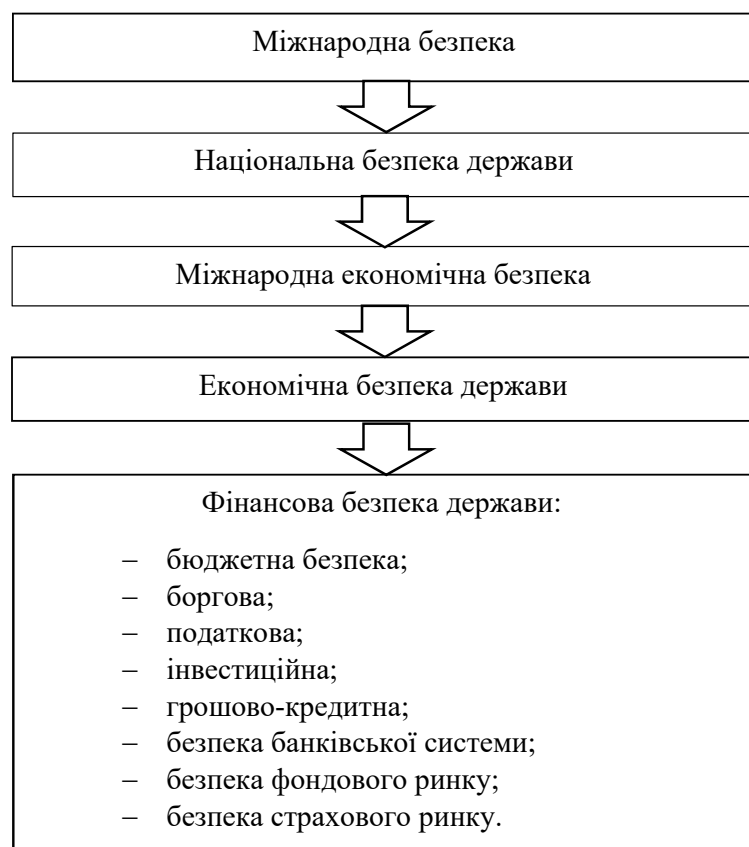 Міжнародна безпека
Національна безпека держави
Міжнародна економічна безпека
Економічна безпека держави
Фінансова безпека держави:
– бюджетна безпека;
– боргова;
– податкова;
– інвестиційна;
– грошово-кредитна;
– безпека банківської системи;
– безпека фондового ринку;
– безпека страхового ринку.